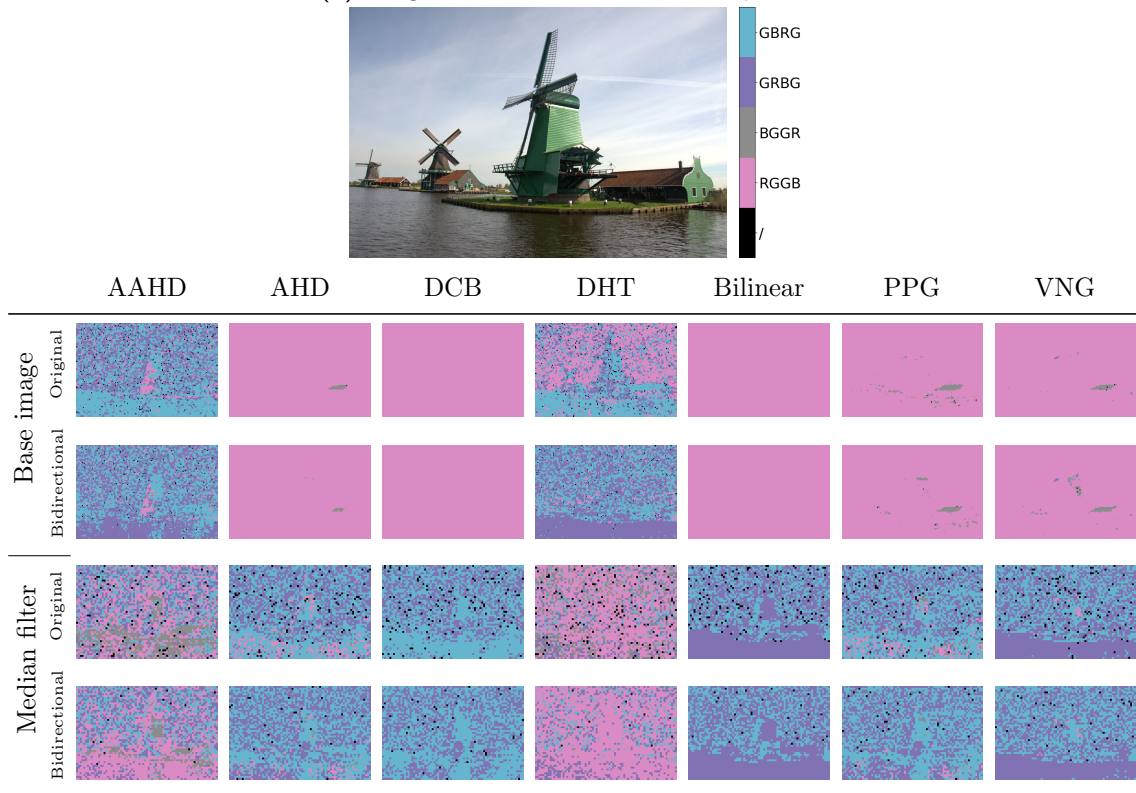 GBRG
GRBG
BGGR
RGGB
/
AAHD AHD DCB DHT Bilinear PPG VNG
Base image
Original
Bidirectional
Median filter
Original
Bidirectional